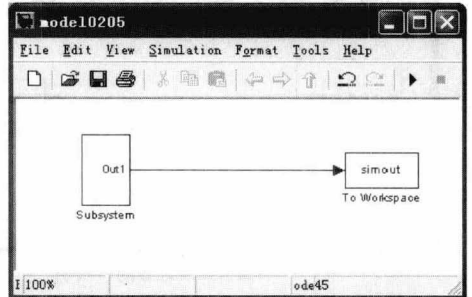 model0205
File Edit View Simulation Format Tools Help
Out1
simout
Subsystem
To Workspace
100%
ode45